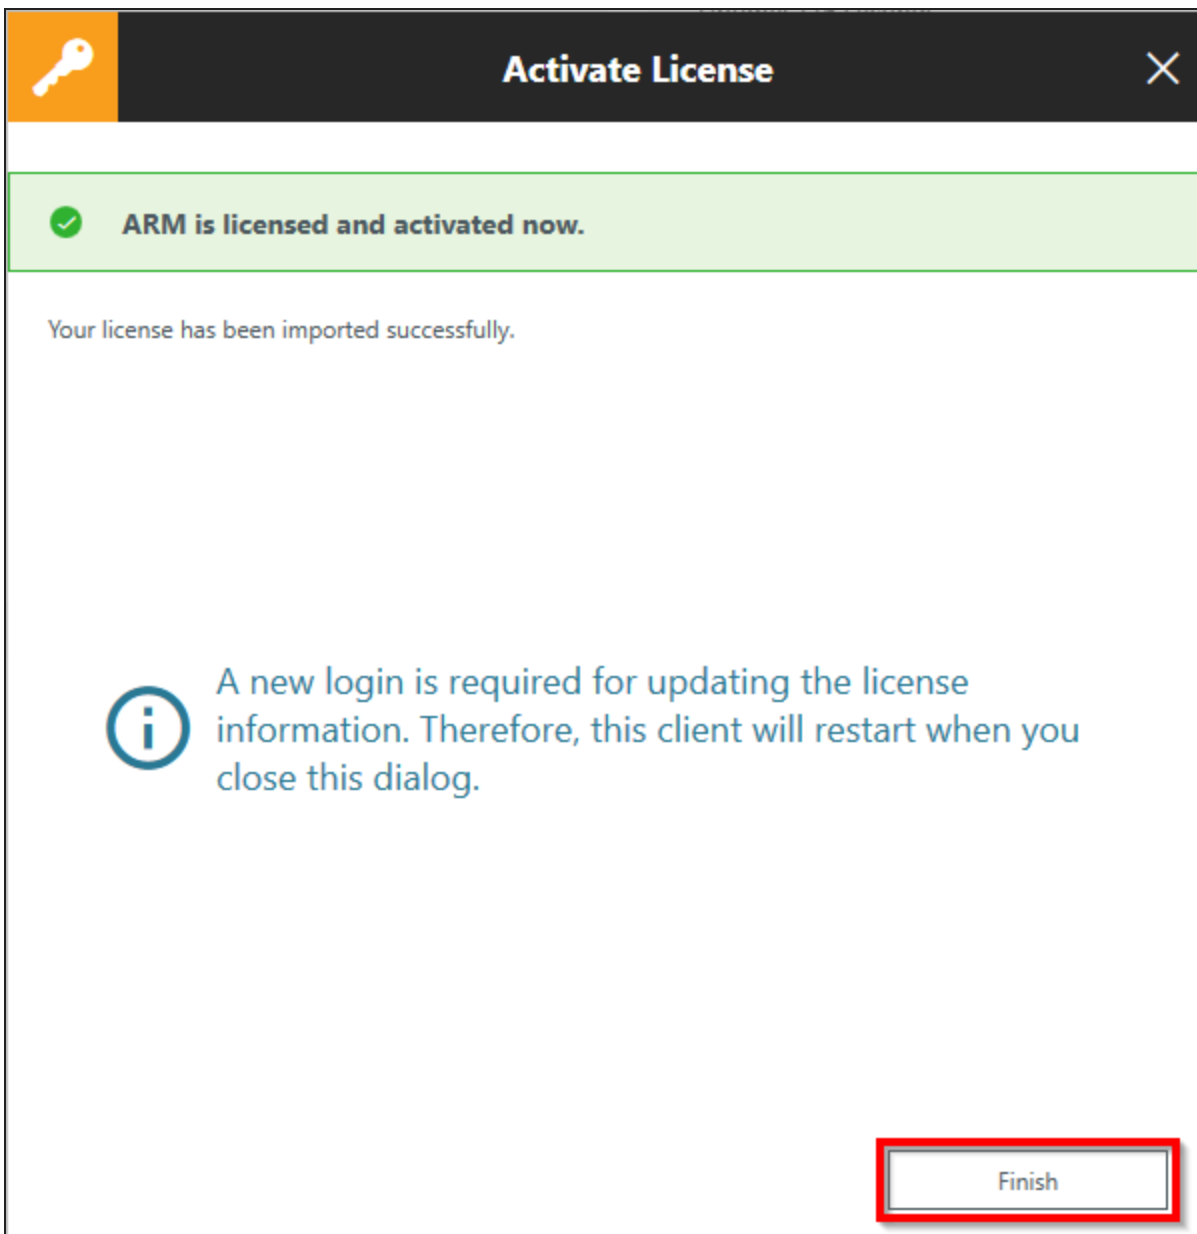 Activate License
ARM is licensed and activated now.
Your license has been imported successfully.
A new login is required for updating the license
information. Therefore, this client will restart when you
close this dialog.
Finish